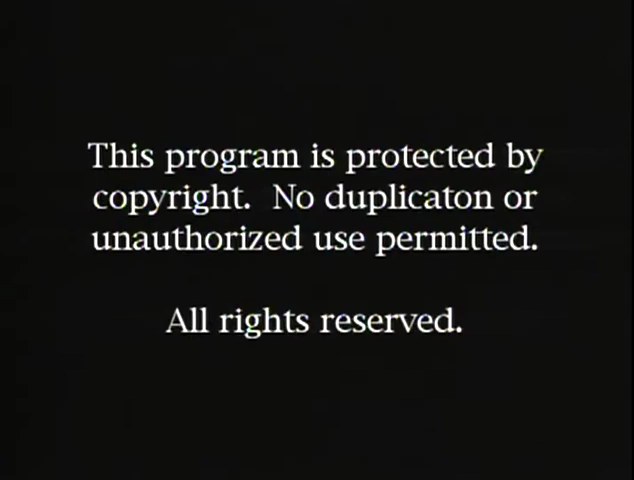 This program is protected by
copyright.  No duplicaton or
unauthorized use permitted.
All rights reserved.